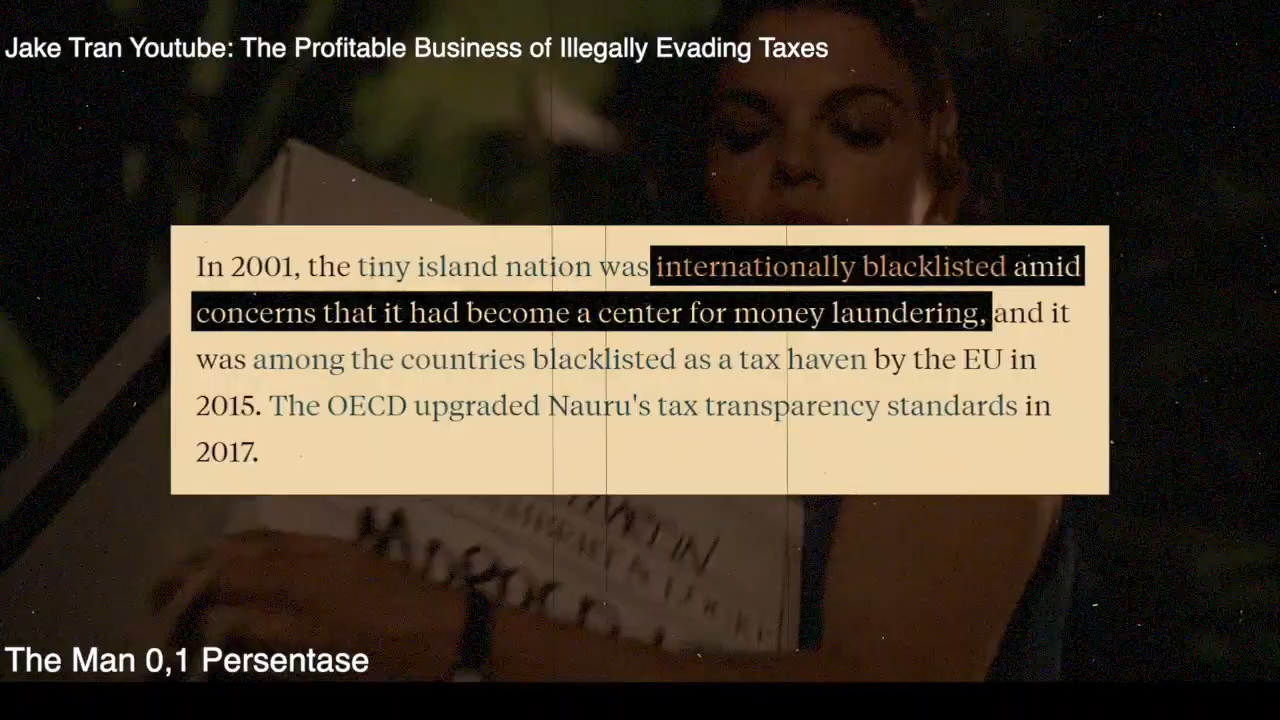 Jake Tran Youtube: The Profitable Business of Illegally Evading Taxes
In 2001, the tiny island nation was internationally blacklisted amid
concerns that it had become a center for money laundering, and it
was among the countries blacklisted as a tax haven by the EU in
2015. The OECD upgraded Nauru's tax transparency standards in
2017.
The Man 0,1 Persentase